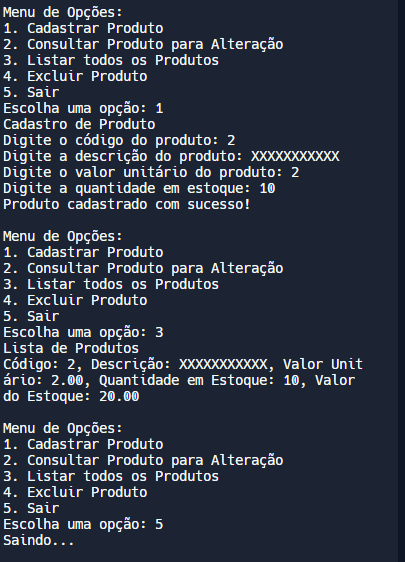 Menu de Opções:
1. Cadastrar Produto
2. Consultar Produto para Alteração
3. Listar todos os Produtos
4. Excluir Produto
5. Sair
Escolha uma opção: 1
Cadastro de Produto
Digite o código do produto: 2
Digite a descrição do produto: XXXXXXXXXXX
Digite o valor unitário do produto: 2
Digite a quantidade em estoque: 10
Produto cadastrado com sucesso!

Menu de Opções:
1. Cadastrar Produto
2. Consultar Produto para Alteração
3. Listar todos os Produtos
4. Excluir Produto
5. Sair
Escolha uma opção: 3
Lista de Produtos
Código: 2, Descrição: XXXXXXXXXXX, Valor Unit
ário: 2.00, Quantidade em Estoque: 10, Valor
do Estoque: 20.00

Menu de Opções:
1. Cadastrar Produto
2. Consultar Produto para Alteração
3. Listar todos os Produtos
4. Excluir Produto
5. Sair
Escolha uma opção: 5
Saindo...